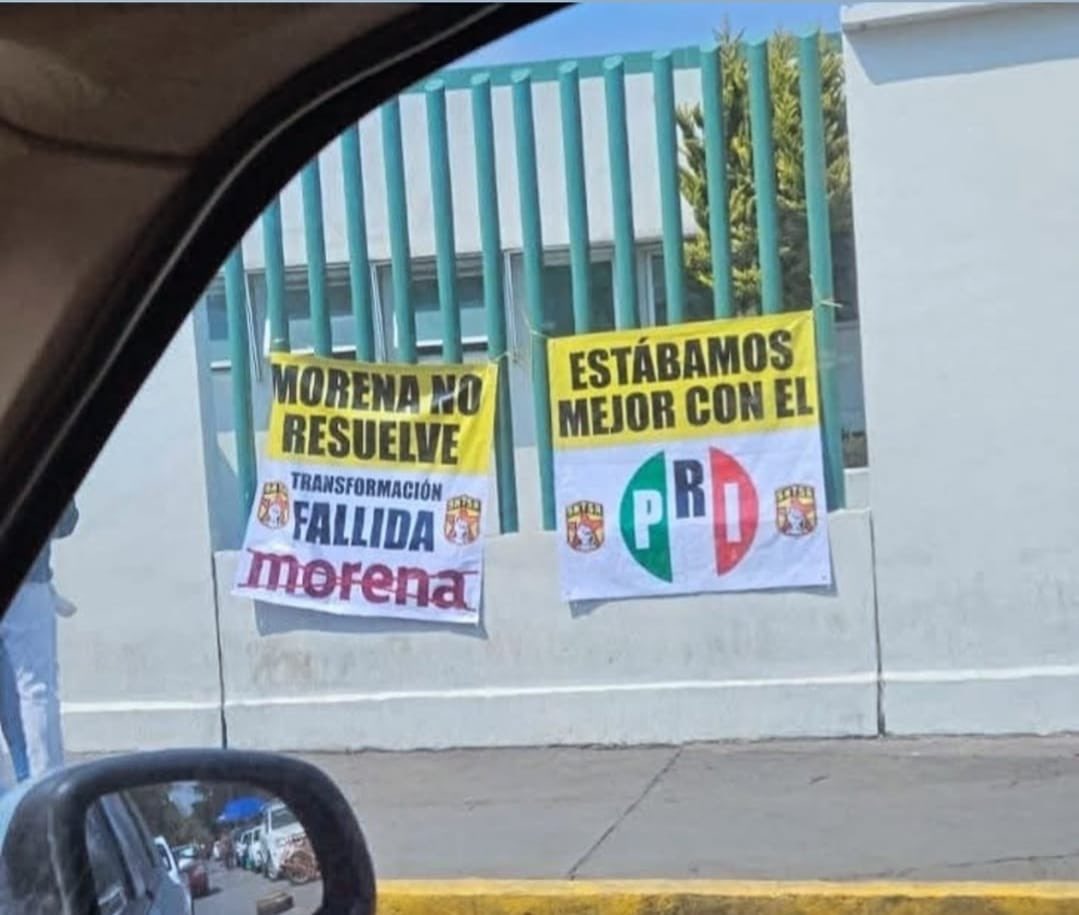 MORENA NO
RESUELVE
TRANSFORMACIÓN
FALLIDA
morena
ESTÁBAMOS
MEJOR CON EL
PRI